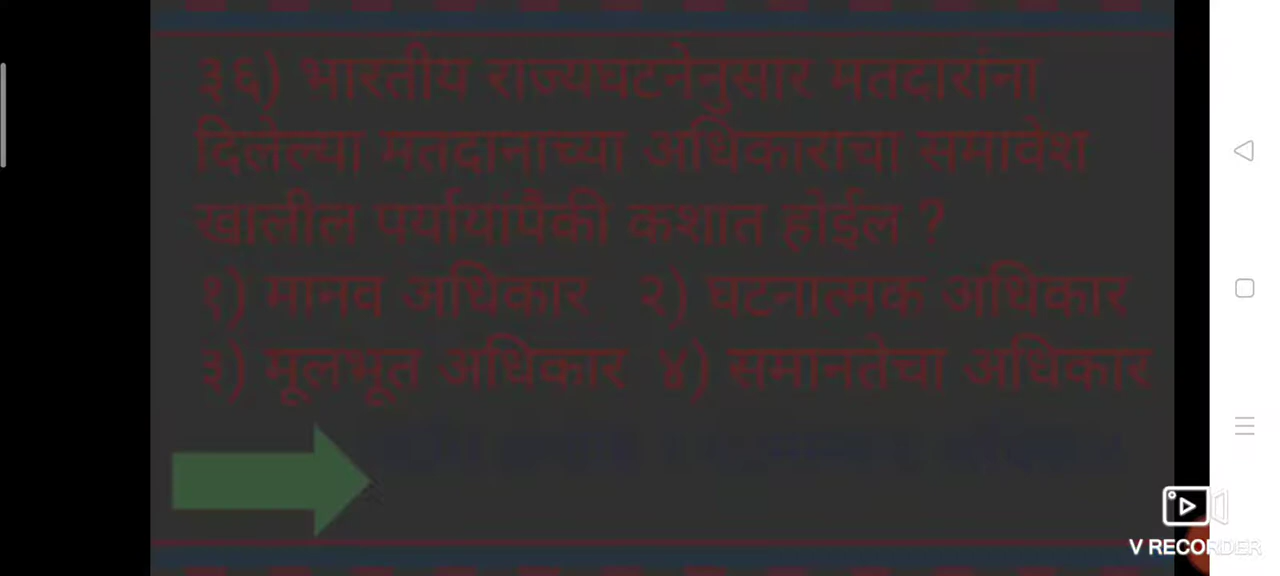 ३६) भारतीय राज्यघटनेनुसार मतदारांना
दिलेल्या मतदानाच्या अधिकाराचा समावेश
खालील पर्यायांपैकी कशात होईल ?
१) मानव अधिकार २) घटनात्मक अधिकार
३) मूलभूत अधिकार ४) समानतेचा अधिकार
V RECORDER